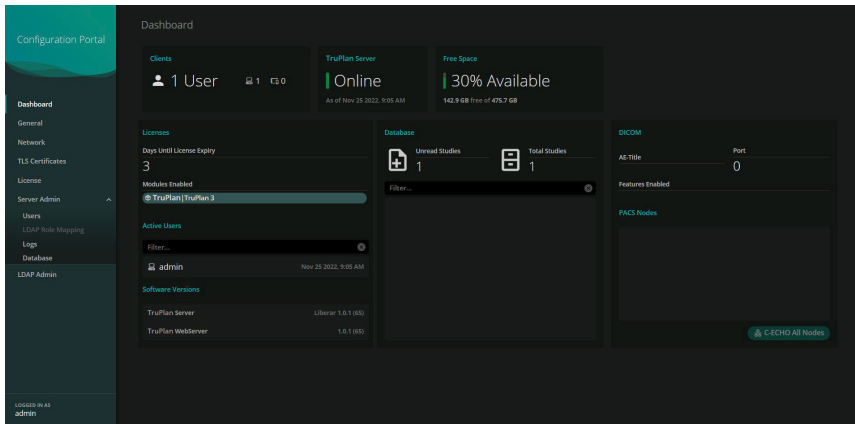 Configuration Portal
Dashboard
General
Network
TLS Certificates
License
Server Admin
Users
LDAP Role Mapping
Logs
Database
LDAP Admin
LOGGED IN AS
admin
Dashboard
Clients
1 User
1
0
TruPlan Server
Online
As of Nov 25 2022, 9:05 AM
Free Space
30% Available
142.9 GB free of 475.7 GB
Licenses
Days Until License Expiry
3
Modules Enabled
TruPlan|TruPlan 3
Active Users
Filter...
admin Nov 25 2022, 9:05 AM
Software Versions
TruPlan Server Liberar 1.0.1 (65)
TruPlan WebServer 1.0.1 (65)
Database
Unread Studies
1
Total Studies
1
Filter...
DICOM
AE-Title
Port
0
Features Enabled
PACS Nodes
C-ECHO All Nodes